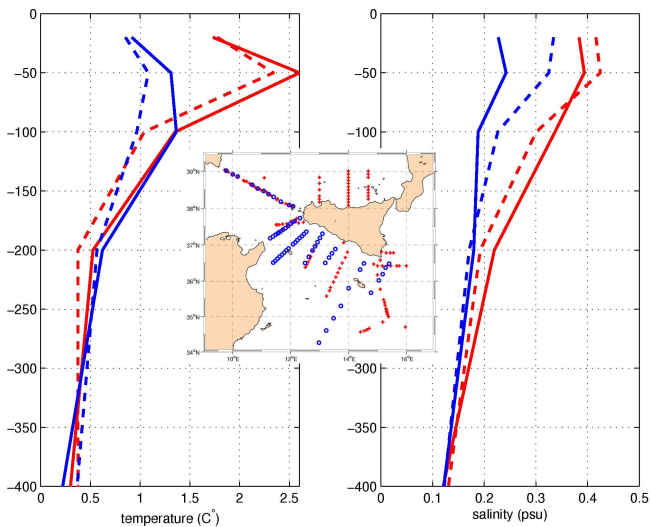 0
−50
−100
−150
−200
−250
−300
−350
−400
0
0.5
1
1.5
2
2.5
temperature (C°)
39°N
38°N
37°N
36°N
35°N
34°N
10°E
12°E
14°E
16°E
0
−50
−100
−150
−200
−250
−300
−350
−400
0
0.1
0.2
0.3
0.4
0.5
salinity (psu)